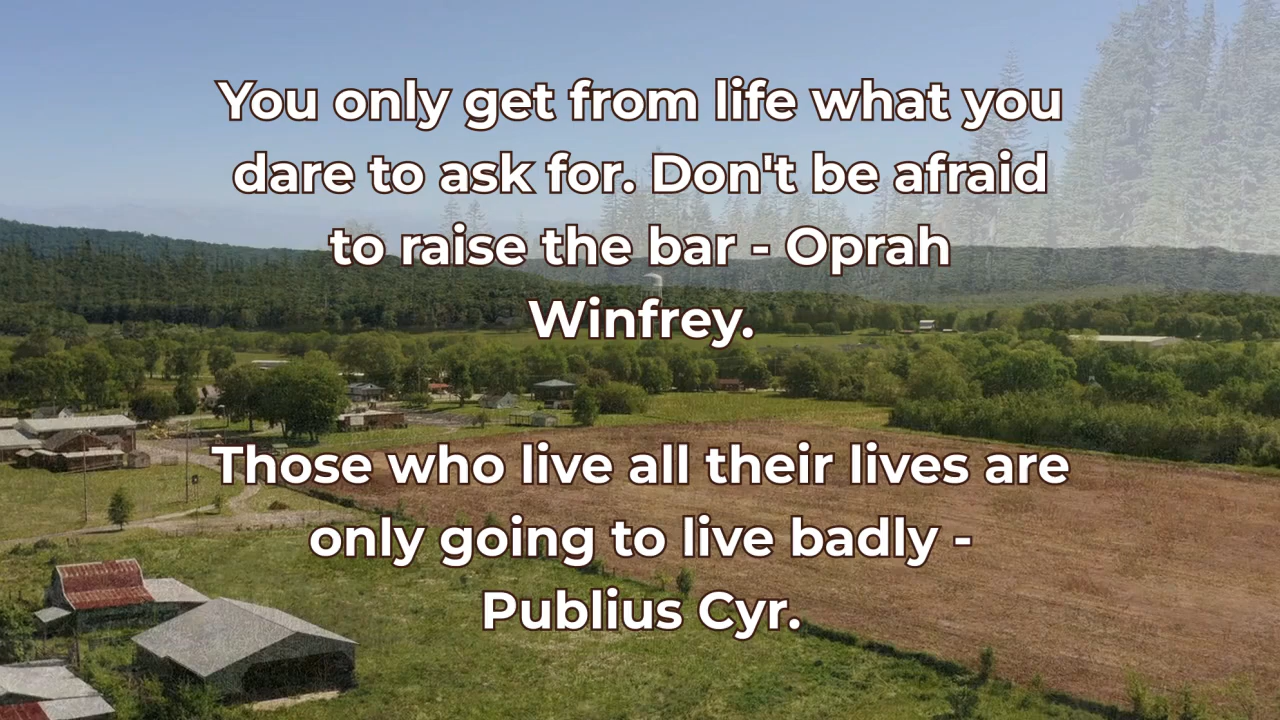 You only get from life what you
dare to ask for. Don't be afraid
to raise the bar - Oprah
Winfrey.
Those who live all their lives are
only going to live badly -
Publius Cyr.